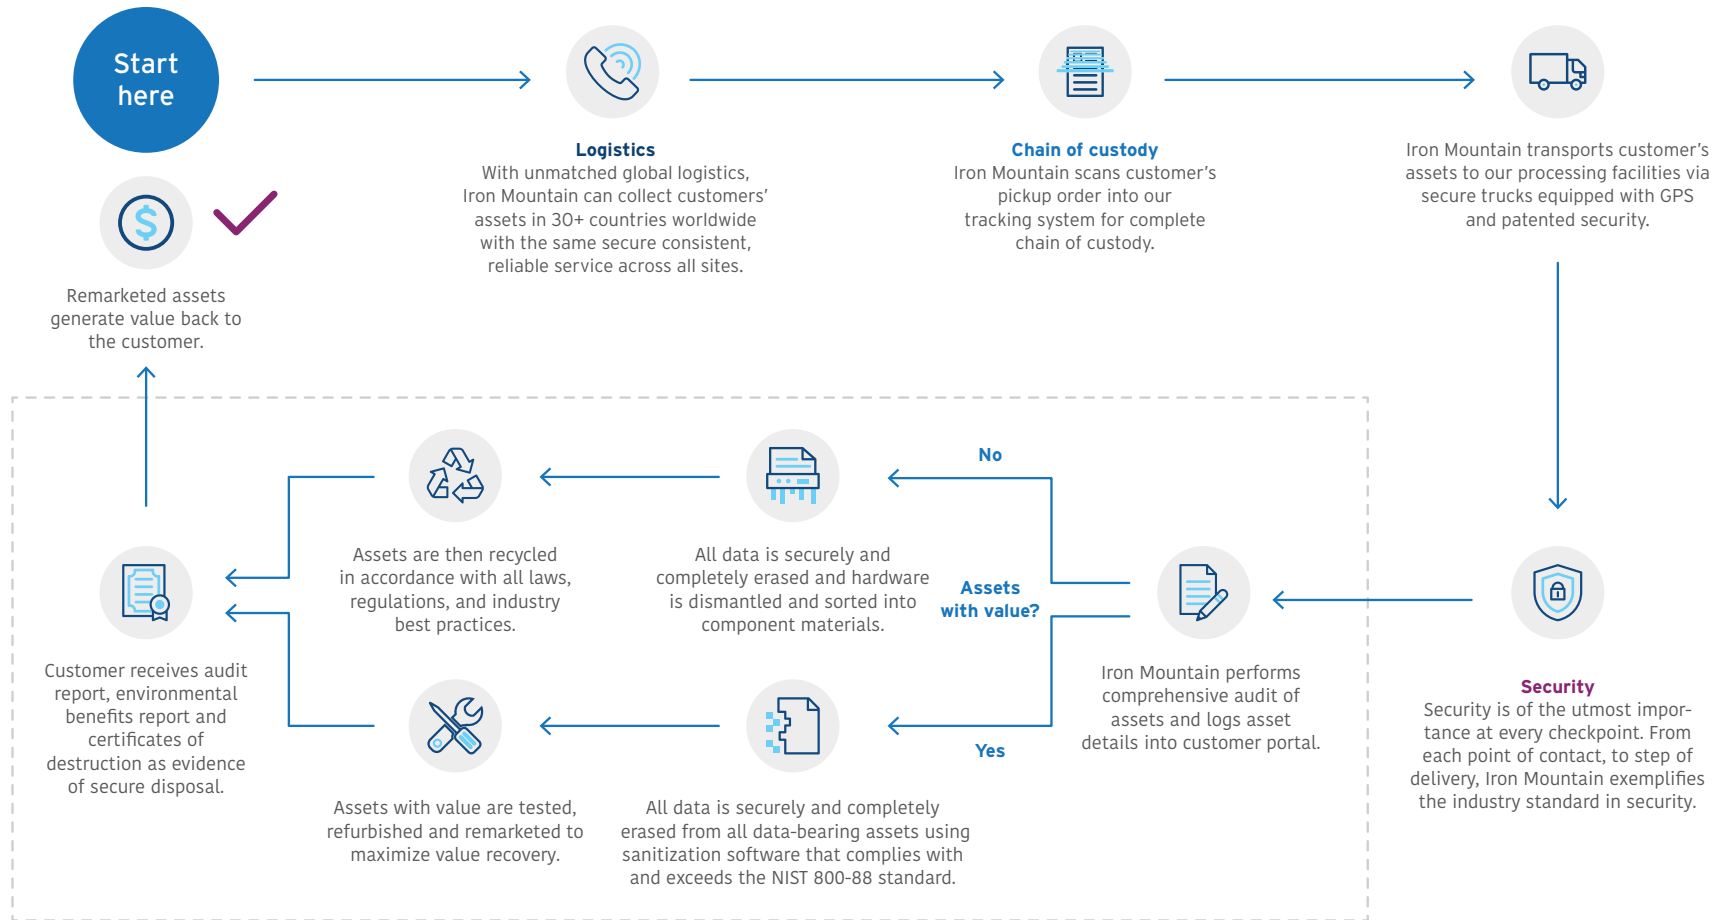 Start
here
Logistics
With unmatched global logistics,
Iron Mountain can collect customers'
assets in 30+ countries worldwide
with the same secure consistent,
reliable service across all sites.
Chain of custody
Iron Mountain scans customer's
pickup order into our
tracking system for complete
chain of custody.
Iron Mountain transports customer's
assets to our processing facilities via
secure trucks equipped with GPS
and patented security.
Security
Security is of the utmost impor-
tance at every checkpoint. From
each point of contact, to step of
delivery, Iron Mountain exemplifies
the industry standard in security.
Iron Mountain performs
comprehensive audit of
assets and logs asset
details into customer portal.
Assets
with value?
No
All data is securely and
completely erased and hardware
is dismantled and sorted into
component materials.
Assets are then recycled
in accordance with all laws,
regulations, and industry
best practices.
Yes
All data is securely and completely
erased from all data-bearing assets using
sanitization software that complies with
and exceeds the NIST 800-88 standard.
Assets with value are tested,
refurbished and remarketed to
maximize value recovery.
Customer receives audit
report, environmental
benefits report and
certificates of
destruction as evidence
of secure disposal.
$
Remarketed assets
generate value back to
the customer.